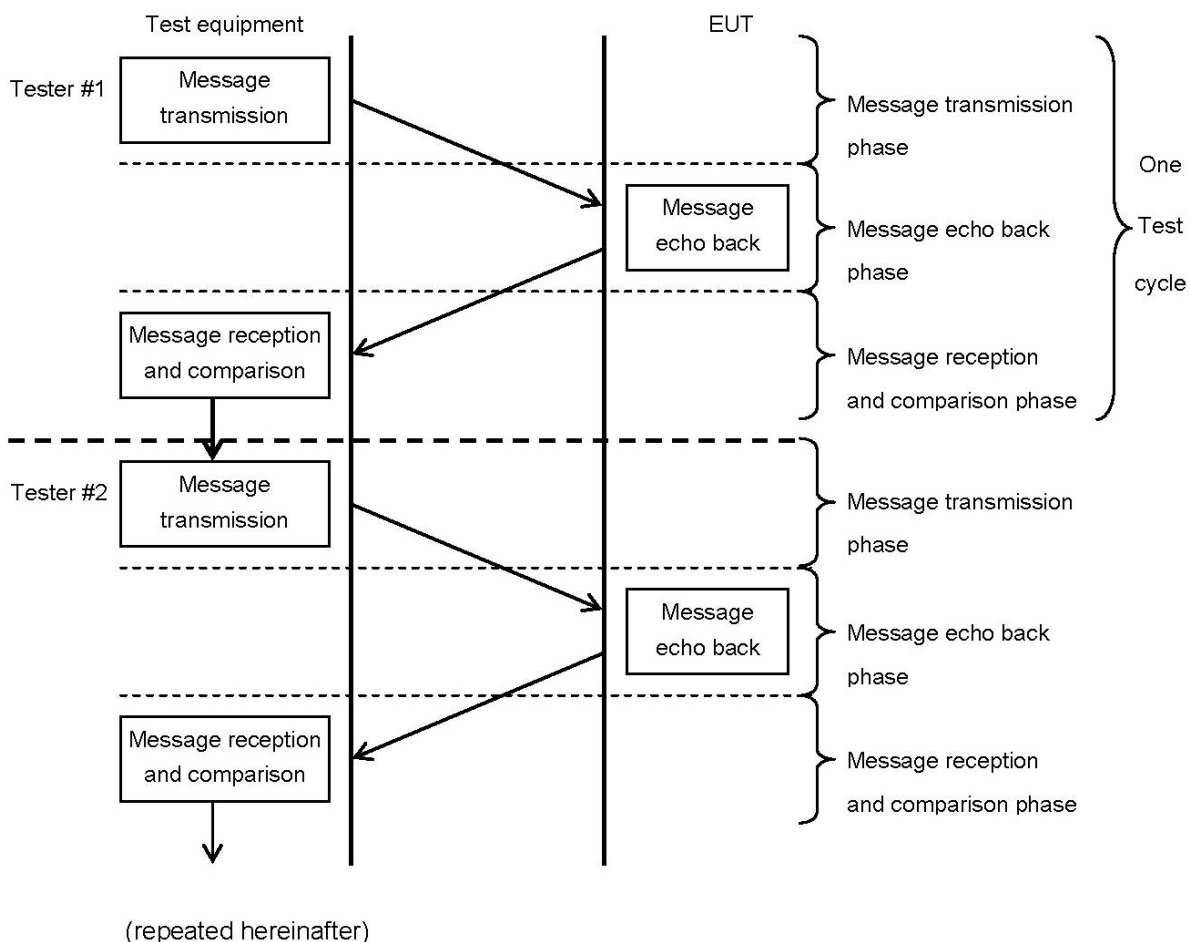 Test equipment
EUT
Tester #1
Message
transmission
Message transmission
phase
One
Test
cycle
Message
echo back
Message echo back
phase
Message reception
and comparison
Message reception
and comparison phase
Tester #2
Message
transmission
Message transmission
phase
Message
echo back
Message echo back
phase
Message reception
and comparison
Message reception
and comparison phase
(repeated hereinafter)